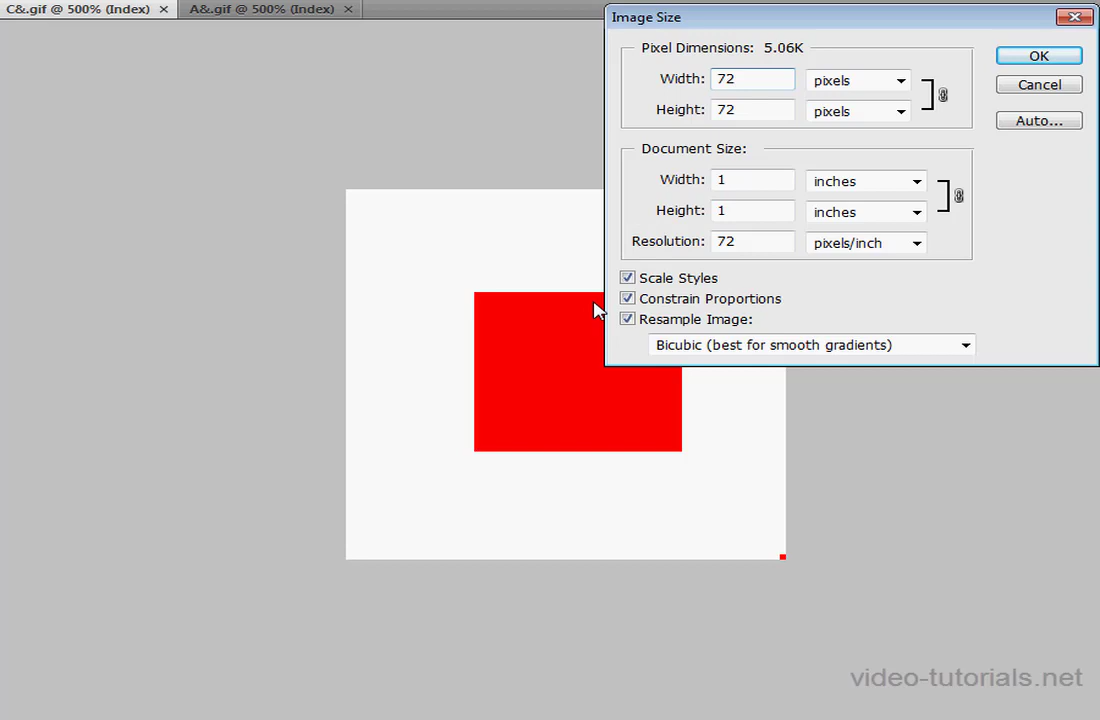 C&.gif @ 500% (Index) × A&.gif @ 500% (Index) ×
Image Size
Pixel Dimensions: 5.06K
Width: 72 pixels
Height: 72 pixels
Document Size:
Width: 1 inches
Height: 1 inches
Resolution: 72 pixels/inch
Scale Styles
Constrain Proportions
Resample Image:
Bicubic (best for smooth gradients)
OK
Cancel
Auto...
video-tutorials.net